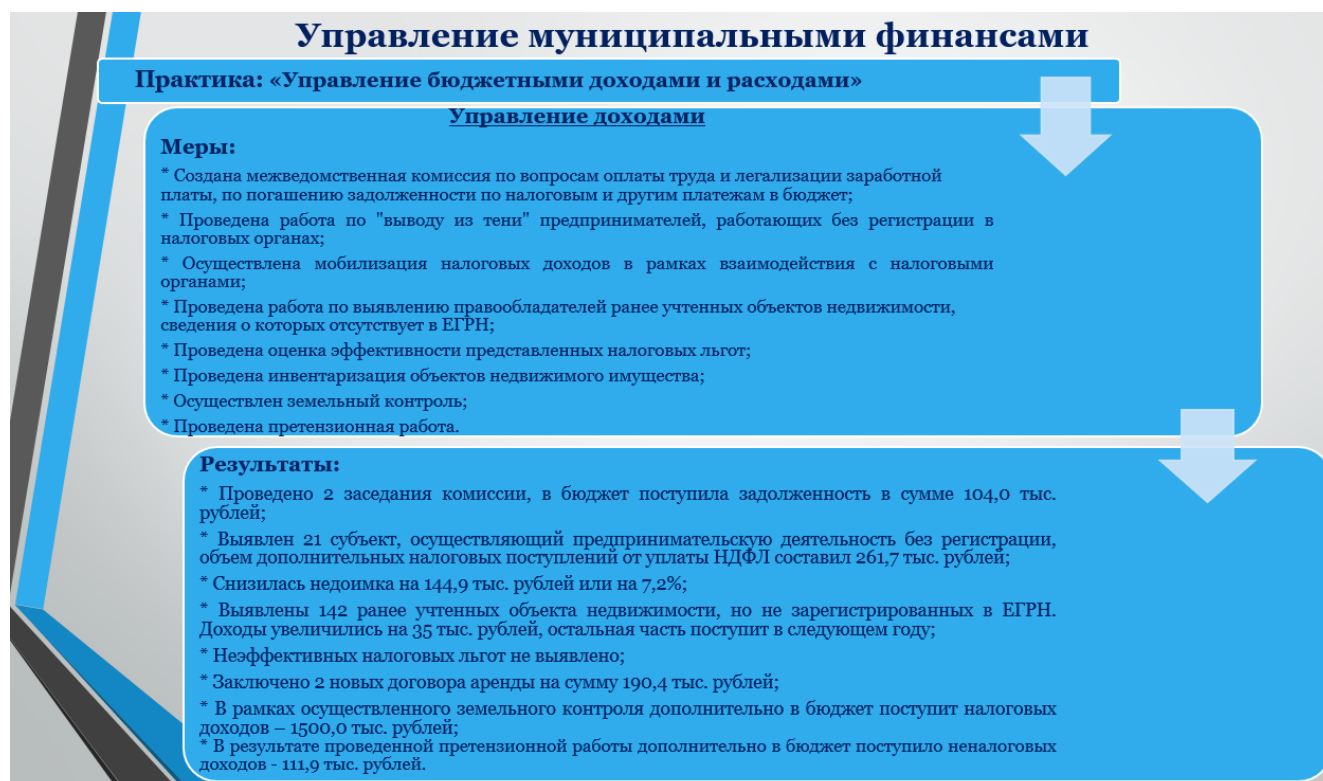 Управление муниципальными финансами
Практика: «Управление бюджетными доходами и расходами»
Управление доходами
Меры:
* Создана межведомственная комиссия по вопросам оплаты труда и легализации заработной
платы, по погашению задолженности по налоговым и другим платежам в бюджет;
* Проведена работа по "выводу из тени" предпринимателей, работающих без регистрации в
налоговых органах;
* Осуществлена мобилизация налоговых доходов в рамках взаимодействия с налоговыми
органами;
* Проведена работа по выявлению правообладателей ранее учтенных объектов недвижимости,
сведения о которых отсутствует в ЕГРН;
* Проведена оценка эффективности представленных налоговых льгот;
* Проведена инвентаризация объектов недвижимого имущества;
* Осуществлен земельный контроль;
* Проведена претензионная работа.
Результаты:
* Проведено 2 заседания комиссии, в бюджет поступила задолженность в сумме 104,0 тыс.
рублей;
* Выявлен 21 субъект, осуществляющий предпринимательскую деятельность без регистрации,
объем дополнительных налоговых поступлений от уплаты НДФЛ составил 261,7 тыс. рублей;
* Снизилась недоимка на 144,9 тыс. рублей или на 7,2%;
* Выявлены 142 ранее учтенных объекта недвижимости, но не зарегистрированных в ЕГРН.
Доходы увеличились на 35 тыс. рублей, остальная часть поступит в следующем году;
* Неэффективных налоговых льгот не выявлено;
* Заключено 2 новых договора аренды на сумму 190,4 тыс. рублей;
* В рамках осуществленного земельного контроля дополнительно в бюджет поступит налоговых
доходов – 1500,0 тыс. рублей;
* В результате проведенной претензионной работы дополнительно в бюджет поступило неналоговых
доходов - 111,9 тыс. рублей.